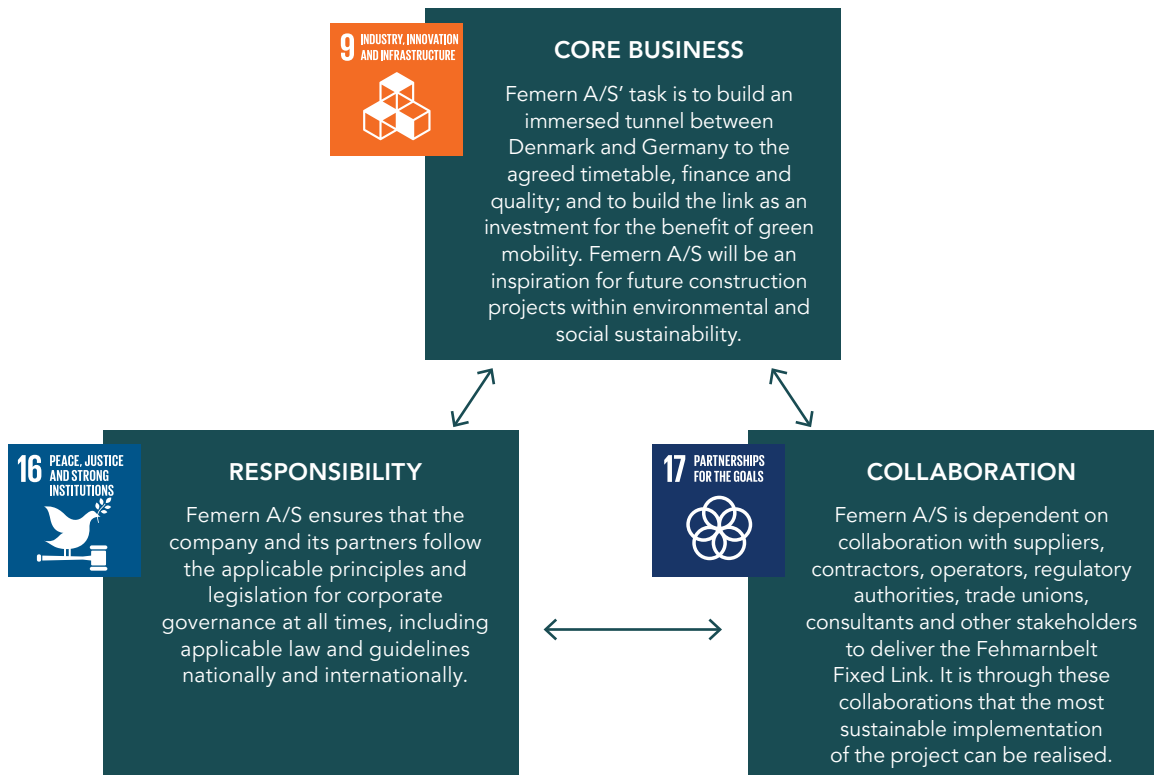 9 INDUSTRY, INNOVATION
AND INFRASTRUCTURE
CORE BUSINESS
Femern A/S' task is to build an
immersed tunnel between
Denmark and Germany to the
agreed timetable, finance and
quality; and to build the link as an
investment for the benefit of green
mobility. Femern A/S will be an
inspiration for future construction
projects within environmental and
social sustainability.
16 PEACE, JUSTICE
AND STRONG
INSTITUTIONS
RESPONSIBILITY
Femern A/S ensures that the
company and its partners follow
the applicable principles and
legislation for corporate
governance at all times, including
applicable law and guidelines
nationally and internationally.
17 PARTNERSHIPS
FOR THE GOALS
COLLABORATION
Femern A/S is dependent on
collaboration with suppliers,
contractors, operators, regulatory
authorities, trade unions,
consultants and other stakeholders
to deliver the Fehmarnbelt
Fixed Link. It is through these
collaborations that the most
sustainable implementation
of the project can be realised.